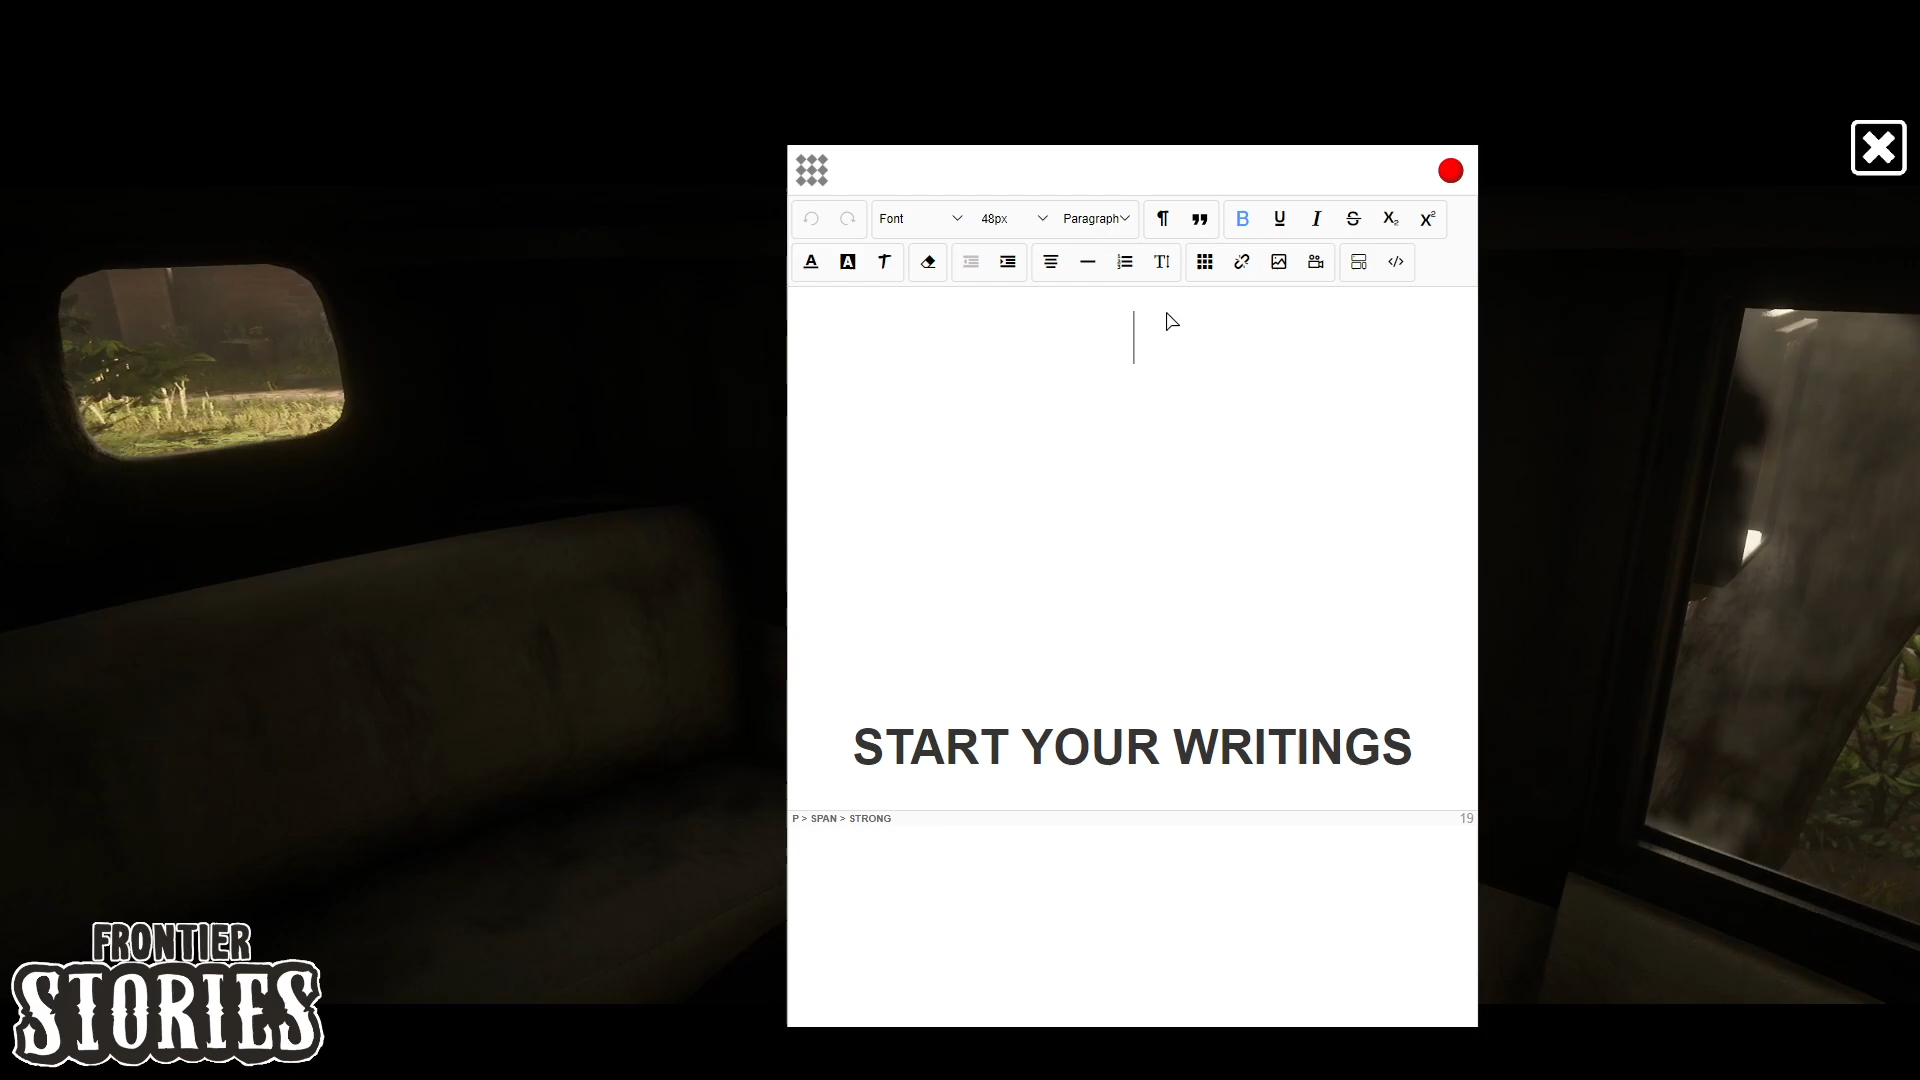 Font 48px Paragraph
START YOUR WRITINGS
P > SPAN > STRONG 19
FRONTIER
STORIES